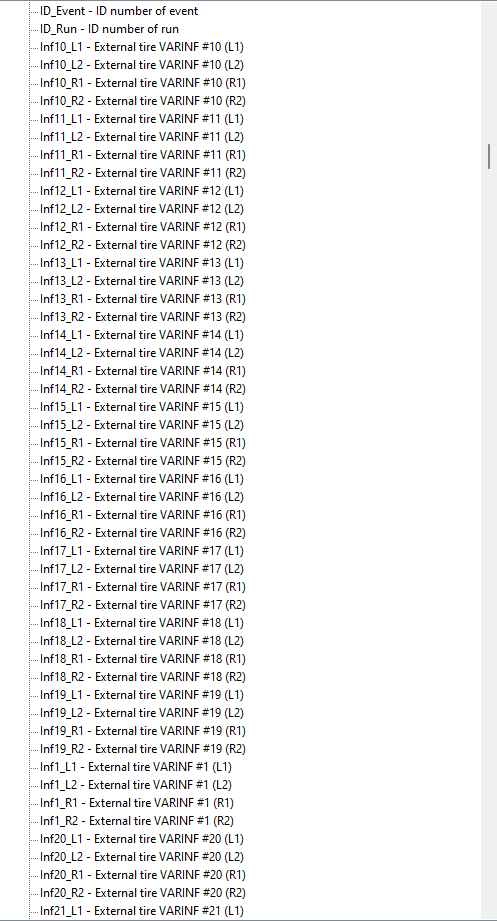 ID_Event - ID number of event
ID_Run - ID number of run
Inf10_L1 - External tire VARINF #10 (L1)
Inf10_L2 - External tire VARINF #10 (L2)
Inf10_R1 - External tire VARINF #10 (R1)
Inf10_R2 - External tire VARINF #10 (R2)
Inf11_L1 - External tire VARINF #11 (L1)
Inf11_L2 - External tire VARINF #11 (L2)
Inf11_R1 - External tire VARINF #11 (R1)
Inf11_R2 - External tire VARINF #11 (R2)
Inf12_L1 - External tire VARINF #12 (L1)
Inf12_L2 - External tire VARINF #12 (L2)
Inf12_R1 - External tire VARINF #12 (R1)
Inf12_R2 - External tire VARINF #12 (R2)
Inf13_L1 - External tire VARINF #13 (L1)
Inf13_L2 - External tire VARINF #13 (L2)
Inf13_R1 - External tire VARINF #13 (R1)
Inf13_R2 - External tire VARINF #13 (R2)
Inf14_L1 - External tire VARINF #14 (L1)
Inf14_L2 - External tire VARINF #14 (L2)
Inf14_R1 - External tire VARINF #14 (R1)
Inf14_R2 - External tire VARINF #14 (R2)
Inf15_L1 - External tire VARINF #15 (L1)
Inf15_L2 - External tire VARINF #15 (L2)
Inf15_R1 - External tire VARINF #15 (R1)
Inf15_R2 - External tire VARINF #15 (R2)
Inf16_L1 - External tire VARINF #16 (L1)
Inf16_L2 - External tire VARINF #16 (L2)
Inf16_R1 - External tire VARINF #16 (R1)
Inf16_R2 - External tire VARINF #16 (R2)
Inf17_L1 - External tire VARINF #17 (L1)
Inf17_L2 - External tire VARINF #17 (L2)
Inf17_R1 - External tire VARINF #17 (R1)
Inf17_R2 - External tire VARINF #17 (R2)
Inf18_L1 - External tire VARINF #18 (L1)
Inf18_L2 - External tire VARINF #18 (L2)
Inf18_R1 - External tire VARINF #18 (R1)
Inf18_R2 - External tire VARINF #18 (R2)
Inf19_L1 - External tire VARINF #19 (L1)
Inf19_L2 - External tire VARINF #19 (L2)
Inf19_R1 - External tire VARINF #19 (R1)
Inf19_R2 - External tire VARINF #19 (R2)
Inf1_L1 - External tire VARINF #1 (L1)
Inf1_L2 - External tire VARINF #1 (L2)
Inf1_R1 - External tire VARINF #1 (R1)
Inf1_R2 - External tire VARINF #1 (R2)
Inf20_L1 - External tire VARINF #20 (L1)
Inf20_L2 - External tire VARINF #20 (L2)
Inf20_R1 - External tire VARINF #20 (R1)
Inf20_R2 - External tire VARINF #20 (R2)
Inf21_L1 - External tire VARINF #21 (L1)